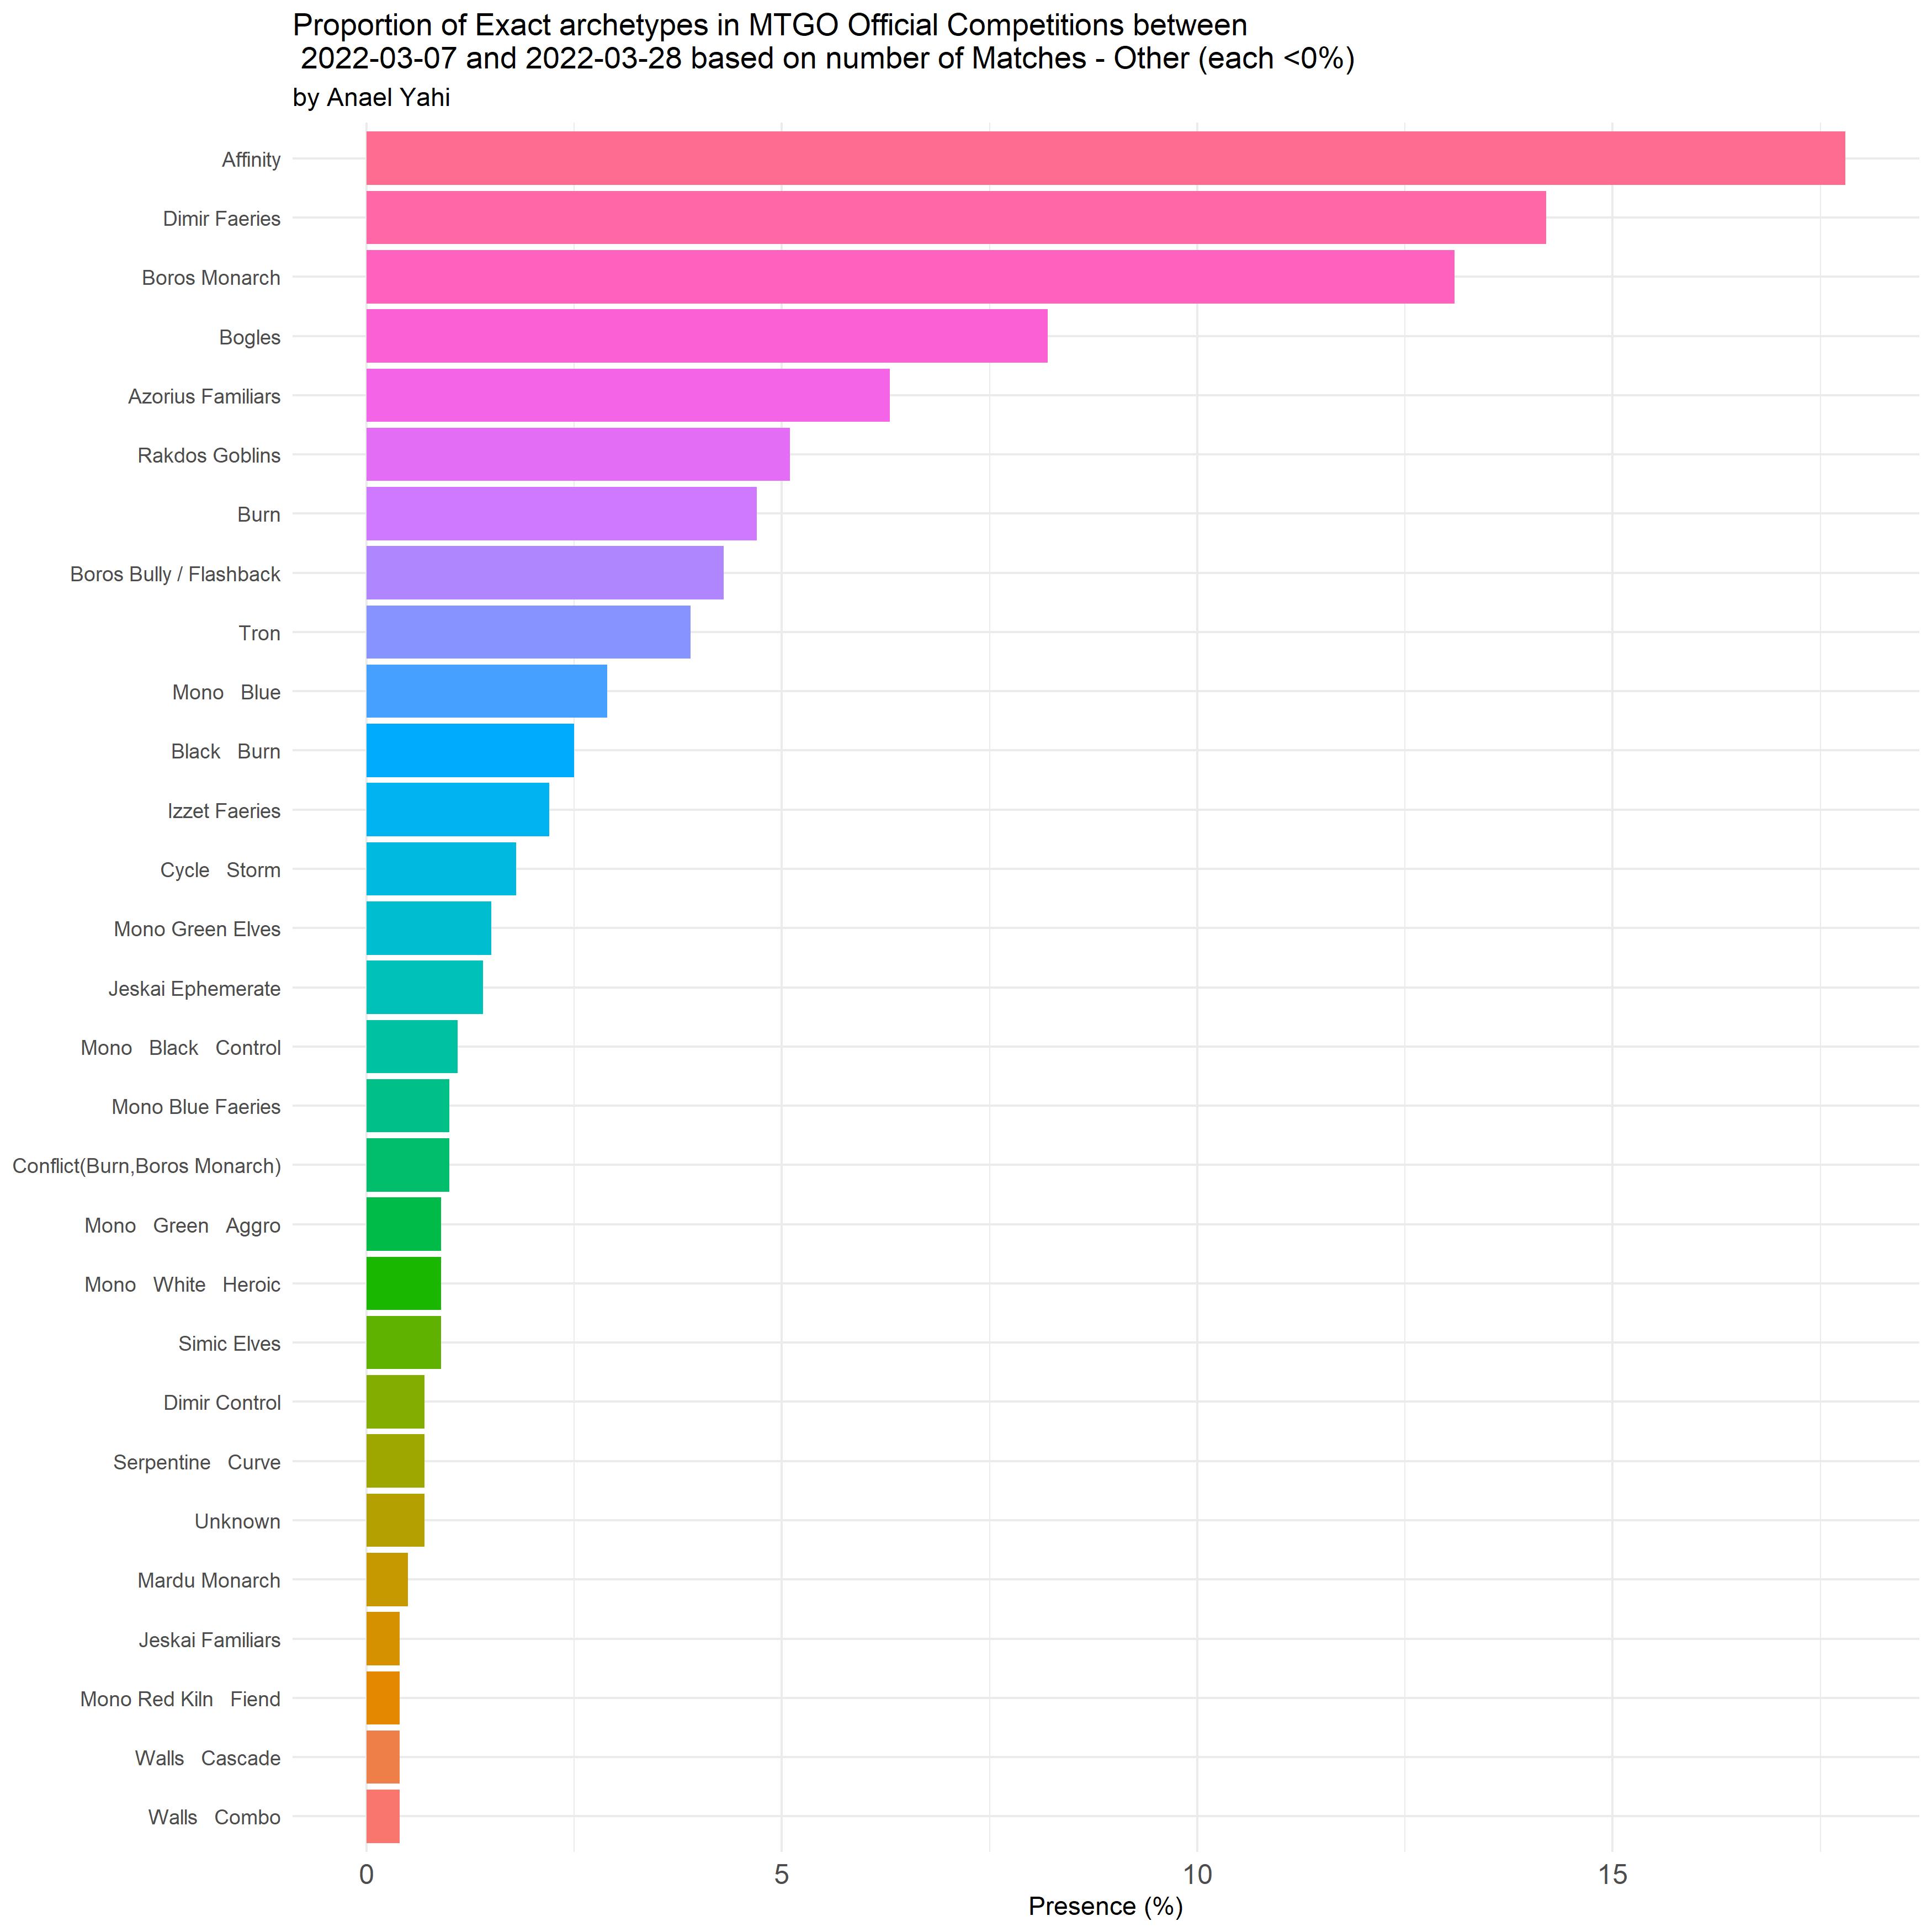 Proportion of Exact archetypes in MTGO Official Competitions between
2022-03-07 and 2022-03-28 based on number of Matches - Other (each <0%)
by Anael Yahi
Affinity
Dimir Faeries
Boros Monarch
Bogles
Azorius Familiars
Rakdos Goblins
Burn
Boros Bully / Flashback
Tron
Mono Blue
Black Burn
Izzet Faeries
Cycle Storm
Mono Green Elves
Jeskai Ephemerate
Mono Black Control
Mono Blue Faeries
Conflict(Burn,Boros Monarch)
Mono Green Aggro
Mono White Heroic
Simic Elves
Dimir Control
Serpentine Curve
Unknown
Mardu Monarch
Jeskai Familiars
Mono Red Kiln Fiend
Walls Cascade
Walls Combo
0 5 10 15
Presence (%)